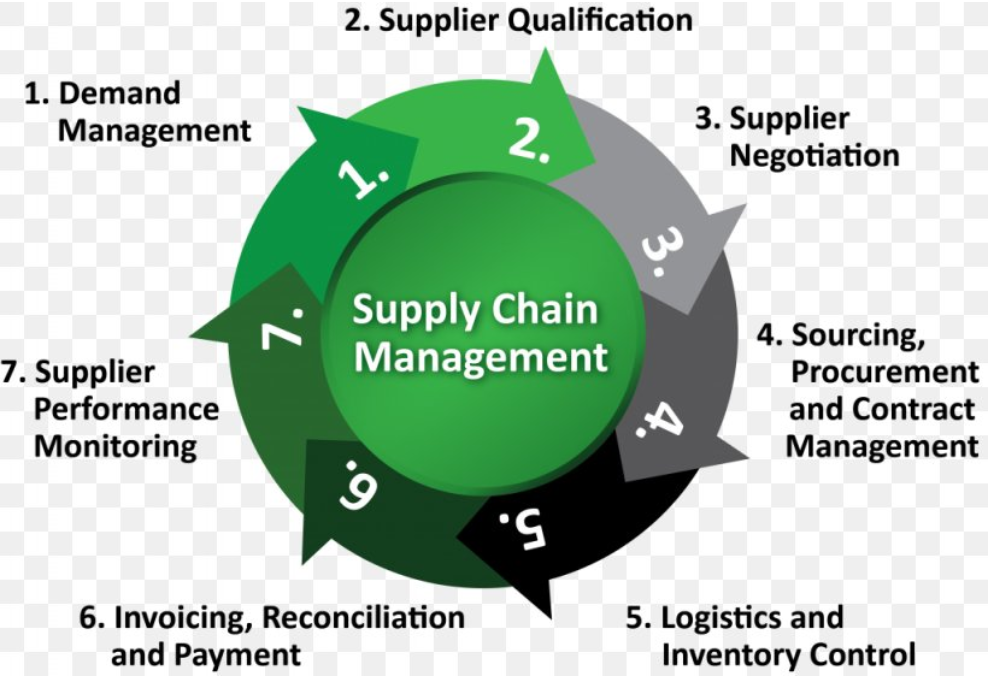 2. Supplier Qualification
1. Demand
Management
3. Supplier
Negotiation
2.
1.
3.
Supply Chain
Management
7.
4. Sourcing,
Procurement
and Contract
Management
7. Supplier
Performance
Monitoring
4.
6.
5.
6. Invoicing, Reconciliation
and Payment
5. Logistics and
Inventory Control